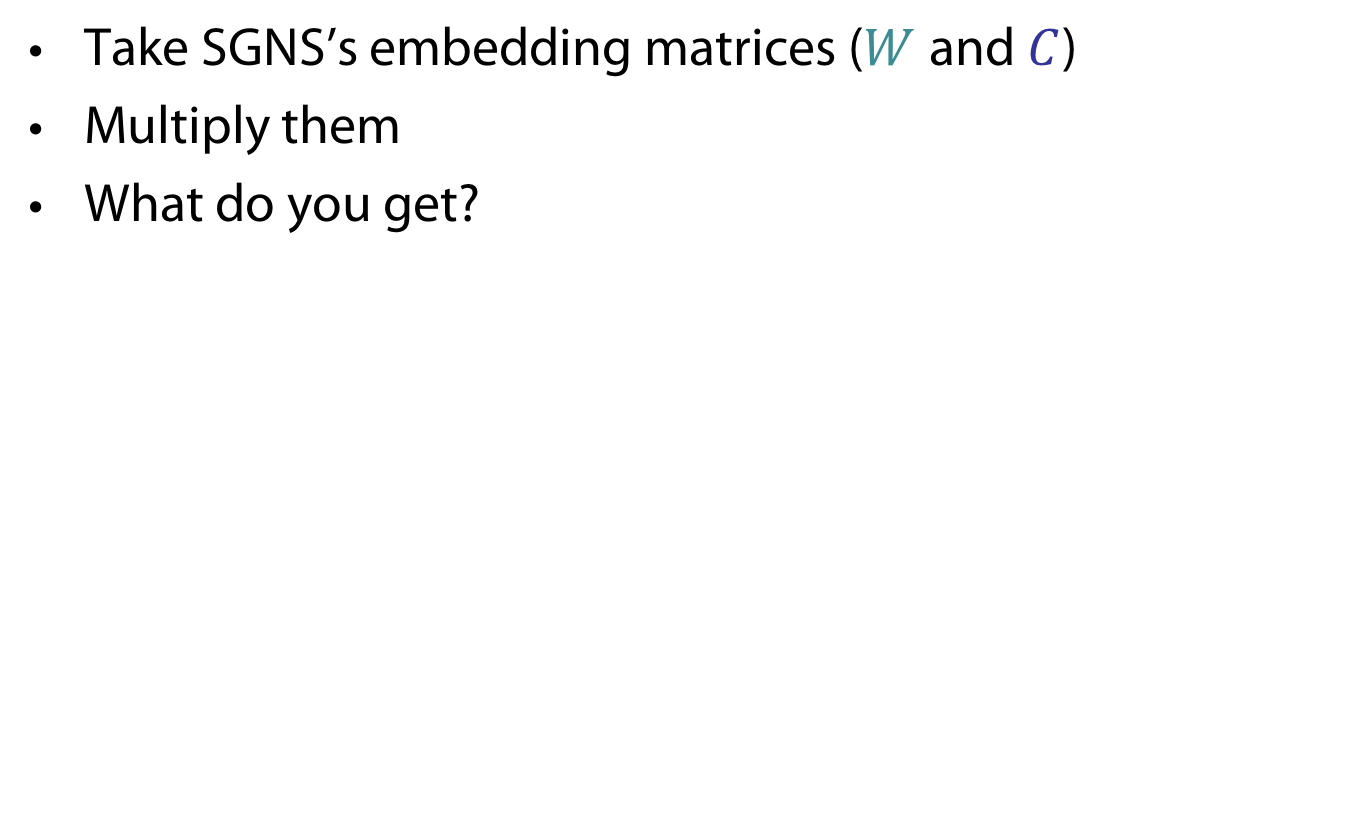 • Take SGNS’s embedding matrices (𝑊 and 𝐶)
• Multiply them
• What do you get?